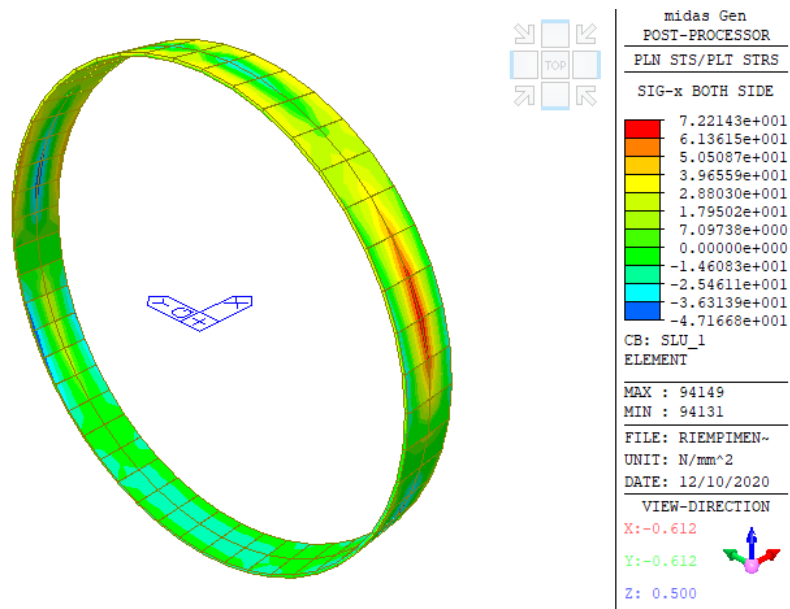 midas Gen
POST-PROCESSOR
PLN STS/PLT STRS
SIG-x BOTH SIDE
7.22143e+001
6.13615e+001
5.05087e+001
3.96559e+001
2.88030e+001
1.79502e+001
7.09738e+000
0.00000e+000
-1.46083e+001
-2.54611e+001
-3.63139e+001
-4.71668e+001
CB: SLU_1
ELEMENT
MAX : 94149
MIN : 94131
FILE: RIEMPIMEN~
UNIT: N/mm^2
DATE: 12/10/2020
VIEW-DIRECTION
X:-0.612
Y:-0.612
Z: 0.500
TOP
Y
X